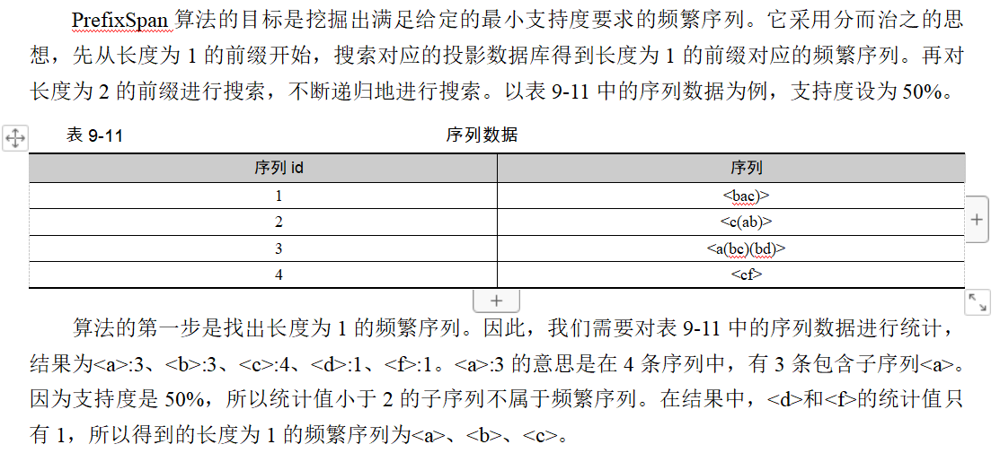 PrefixSpan 算法的目标是挖掘出满足给定的最小支持度要求的频繁序列。它采用分而治之的思
想，先从长度为 1 的前缀开始，搜索对应的投影数据库得到长度为 1 的前缀对应的频繁序列。再对
长度为 2 的前缀进行搜索，不断递归地进行搜索。以表 9-11 中的序列数据为例，支持度设为 50%。
表 9-11 序列数据
序列 id 序列
1 <bac)>
2 <c(ab)>
3 <a(bc)(bd)>
4 <cf>
算法的第一步是找出长度为 1 的频繁序列。因此，我们需要对表 9-11 中的序列数据进行统计，
结果为<a>:3、<b>:3、<c>:4、<d>:1、<f>:1。<a>:3 的意思是在 4 条序列中，有 3 条包含子序列<a>。
因为支持度是 50%，所以统计值小于 2 的子序列不属于频繁序列。在结果中，<d>和<f>的统计值只
有 1，所以得到的长度为 1 的频繁序列为<a>、<b>、<c>。